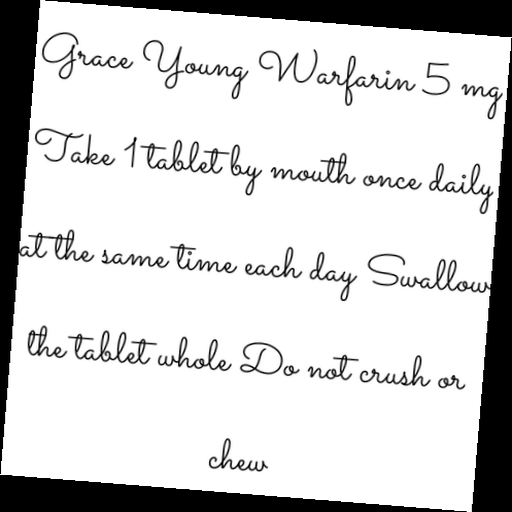 Grace Young Warfarin 5 mg
Take 1 tablet by mouth once daily
at the same time each day Swallow
the tablet whole Do not crush or
chew